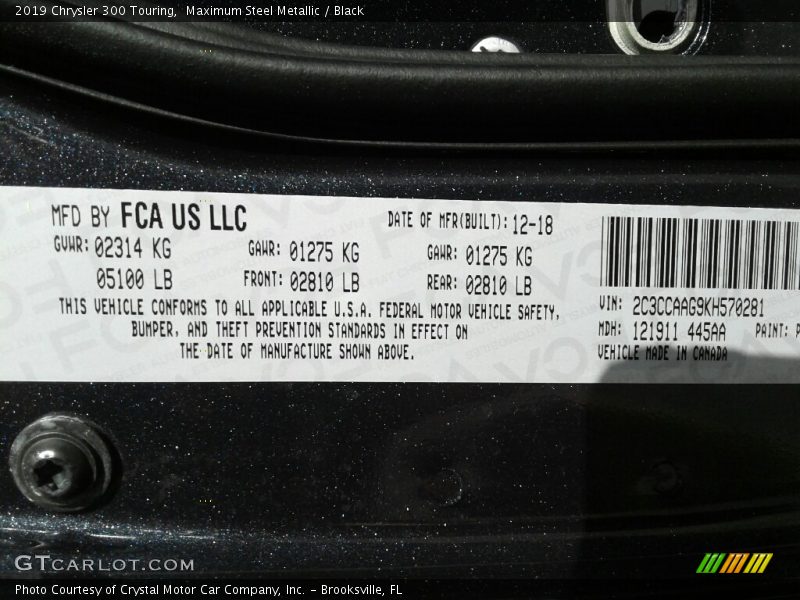 2019 Chrysler 300 Touring, Maximum Steel Metallic / Black
MFD BY FCA US LLC
DATE OF MFR(BUILT): 12-18
GVWR: 02314 KG GAWR: 01275 KG GAWR: 01275 KG
05100 LB FRONT: 02810 LB REAR: 02810 LB
THIS VEHICLE CONFORMS TO ALL APPLICABLE U.S.A. FEDERAL MOTOR VEHICLE SAFETY,
BUMPER, AND THEFT PREVENTION STANDARDS IN EFFECT ON
THE DATE OF MANUFACTURE SHOWN ABOVE.
VIN: 2C3CCAAG9KH570281
MDH: 121911 445AA PAINT: P
VEHICLE MADE IN CANADA
GTcarlot.com
Photo Courtesy of Crystal Motor Car Company, Inc. – Brooksville, FL